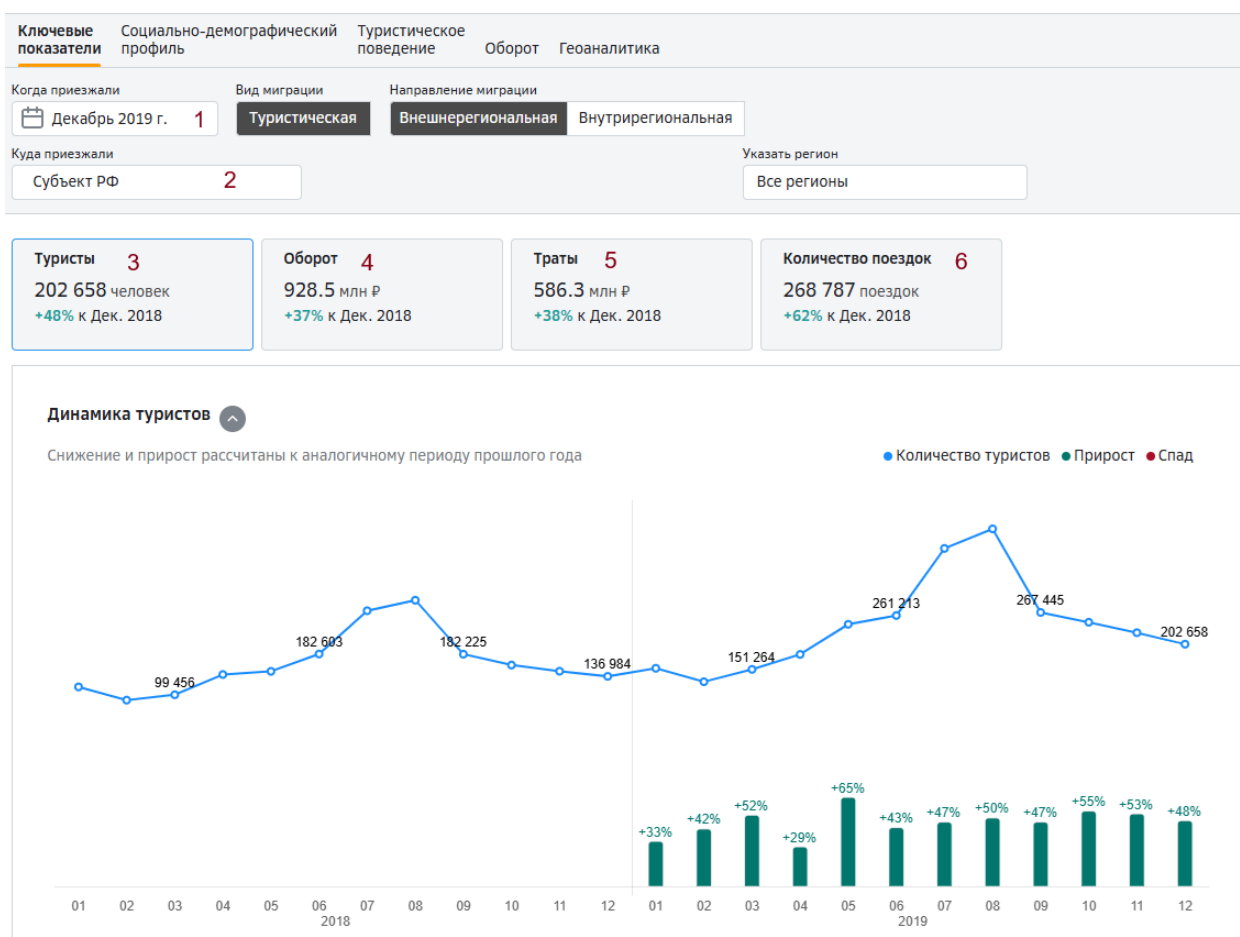 Ключевые показатели
Социально-демографический профиль
Туристическое поведение
Оборот
Геоаналитика
Когда приезжали
Вид миграции
Направление миграции
Декабрь 2019 г. 1
Туристическая
Внешнерегиональная
Внутрирегиональная
Куда приезжали
Указать регион
Субъект РФ 2
Все регионы
Туристы 3
202 658 человек
+48% к Дек. 2018
Оборот 4
928.5 млн ₽
+37% к Дек. 2018
Траты 5
586.3 млн ₽
+38% к Дек. 2018
Количество поездок 6
268 787 поездок
+62% к Дек. 2018
Динамика туристов
Снижение и прирост рассчитаны к аналогичному периоду прошлого года
Количество туристов Прирост Спад
99 456
182 603
182 225
136 984
151 264
261 213
267 445
202 658
+33% +42% +52% +29% +65% +43% +47% +50% +47% +55% +53% +48%
01 02 03 04 05 06 07 08 09 10 11 12 01 02 03 04 05 06 07 08 09 10 11 12
2018 2019